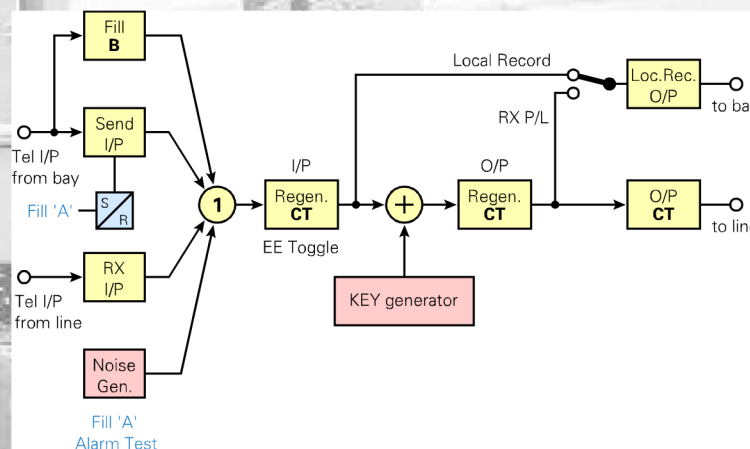 Fill
B
Local Record
Loc.Rec.
O/P
to ba
Send
I/P
RX P/L
Tel I/P
from bay
I/P
O/P
Fill 'A'
S
R
1
Regen.
CT
+
Regen.
CT
O/P
CT
to lin
EE Toggle
RX
I/P
Tel I/P
from line
KEY generator
Noise
Gen.
Fill 'A'
Alarm Test